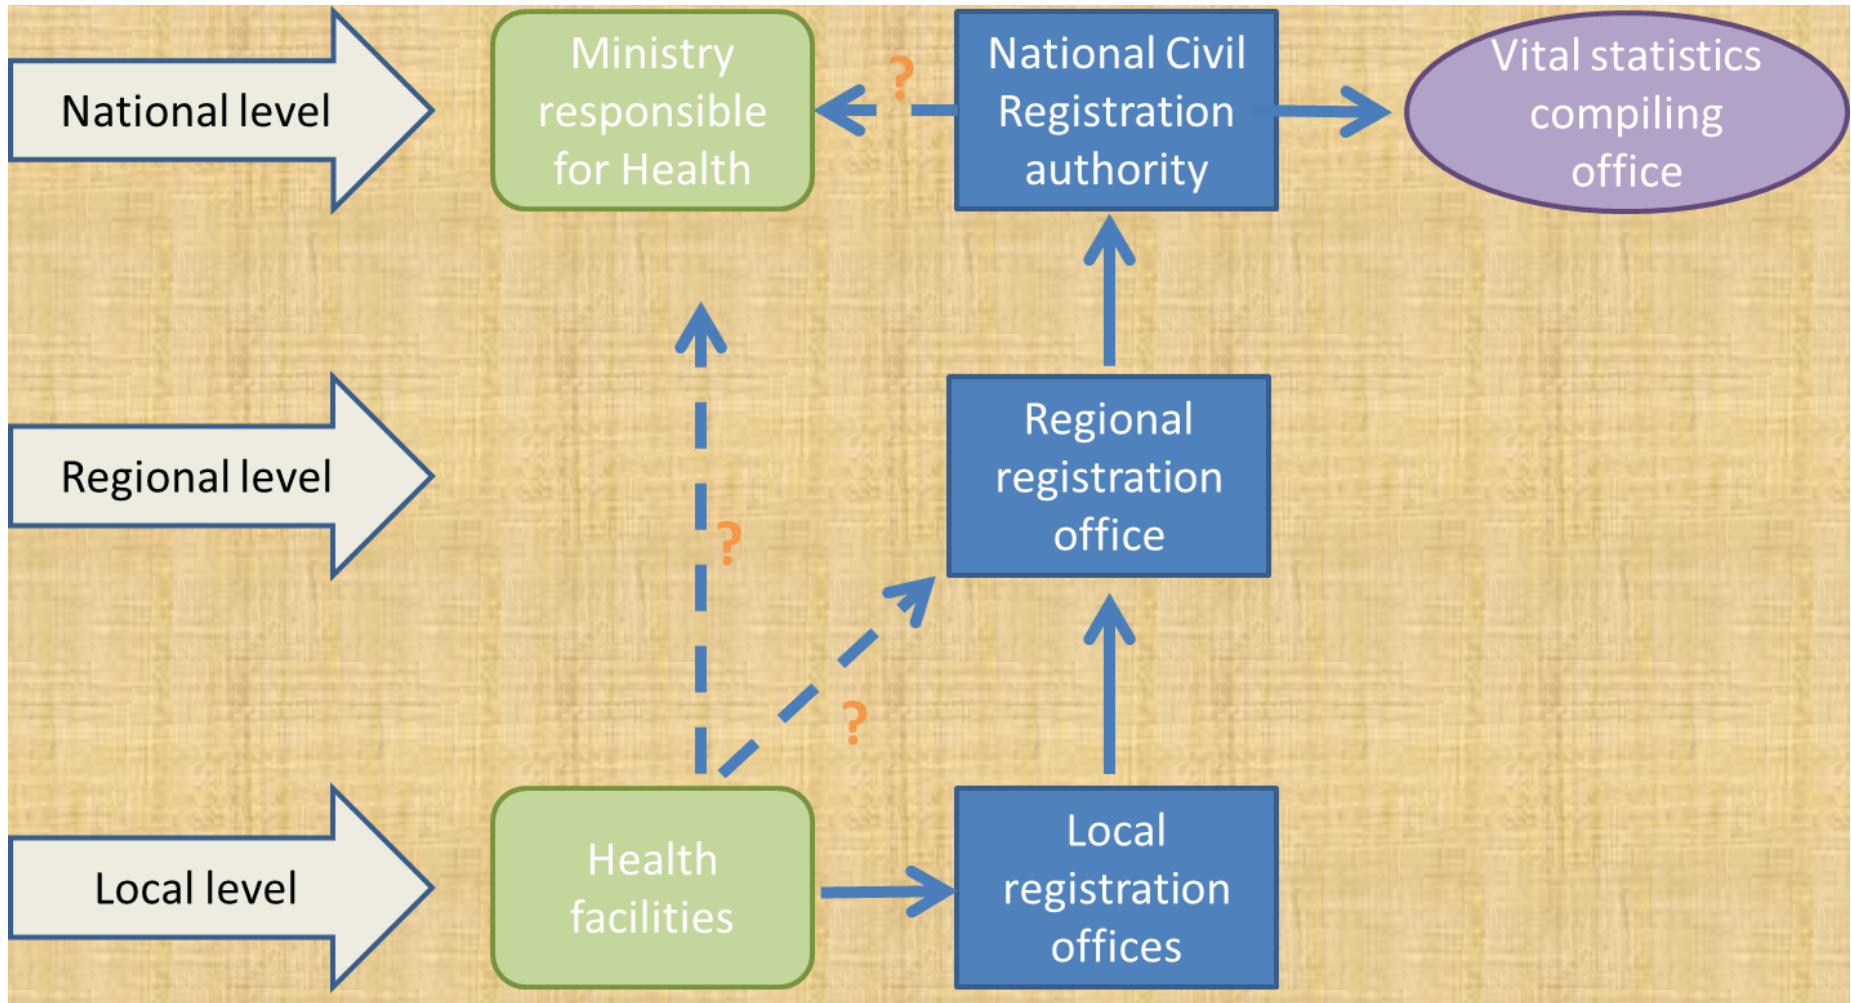 National level
Ministry
responsible
for Health
?
National Civil
Registration
authority
Vital statistics
compiling
office
Regional level
?
Regional
registration
office
?
Local level
Health
facilities
Local
registration
offices